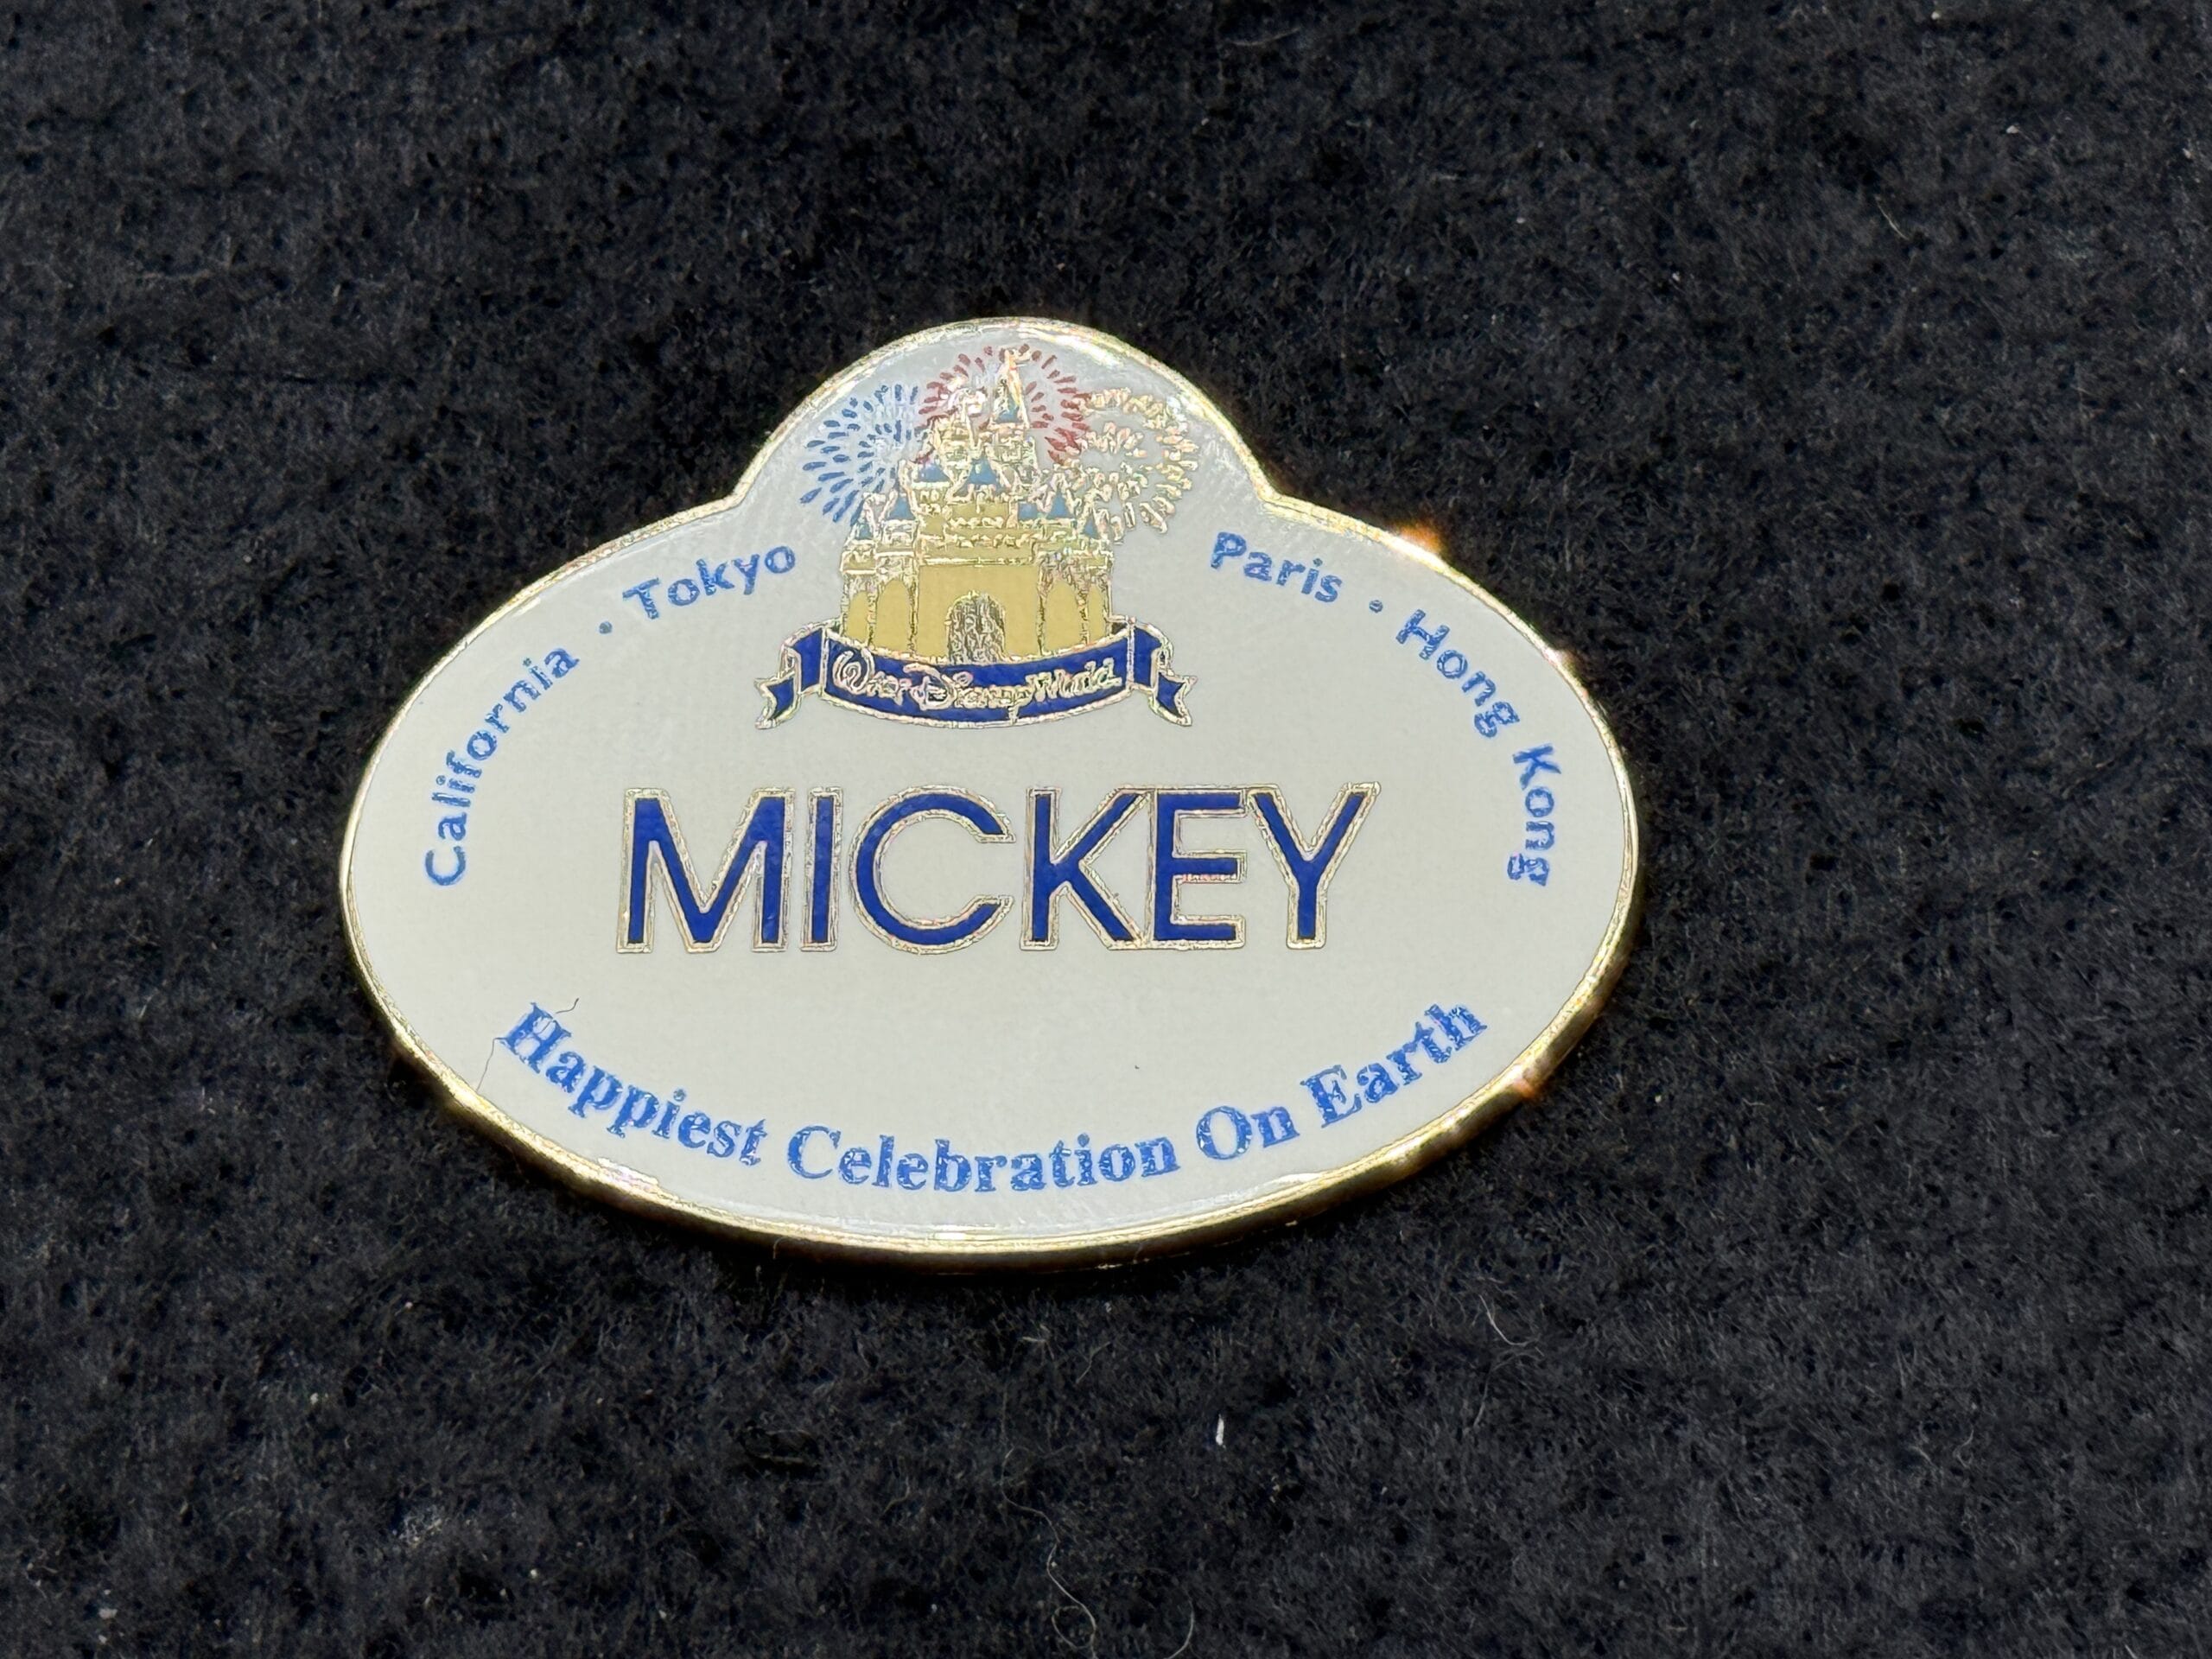 California • Tokyo
Paris • Hong Kong
Walt Disney World
MICKEY
Happiest Celebration On Earth